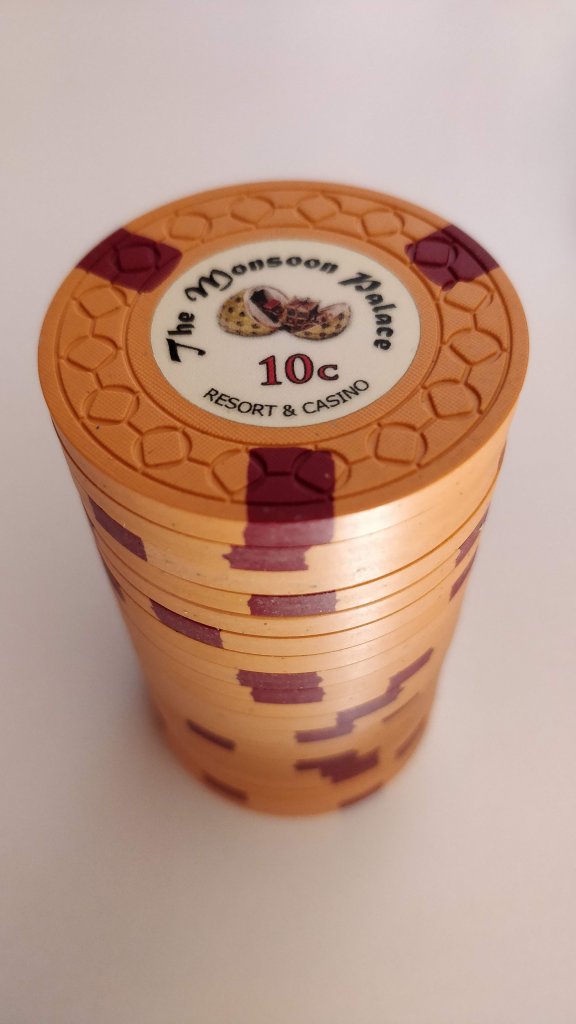 The Monsoon Palace
10c
RESORT & CASINO